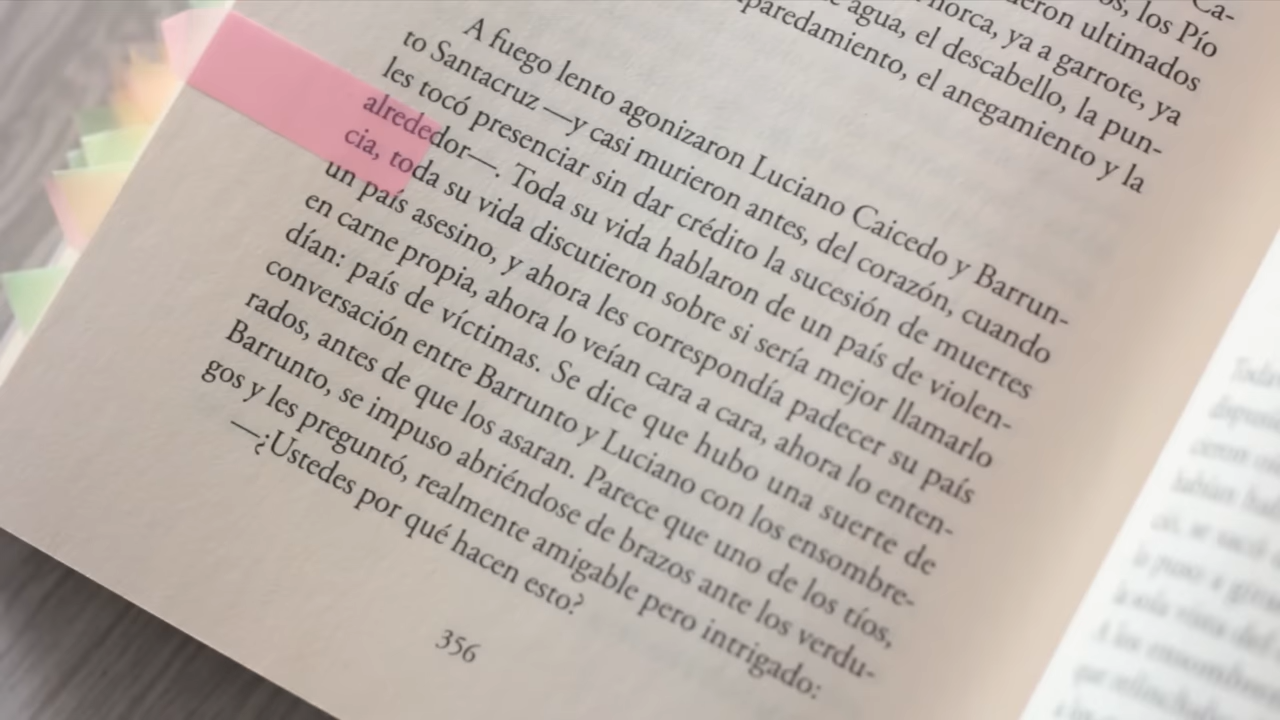 Ca-
los Pío
ultimados
horca, ya a garrote, ya
agua, el descabello, la pun-
el anegamiento y la
A fuego lento agonizaron Luciano Caicedo y Barrun-
to Santacruz —y casi murieron antes, del corazón, cuando
les tocó presenciar sin dar crédito la sucesión de muertes
alrededor—. Toda su vida hablaron de un país de violen-
cia, toda su vida discutieron sobre si sería mejor llamarlo
un país asesino, y ahora les correspondía padecer su país
en carne propia, ahora lo veían cara a cara, ahora lo enten-
dían: país de víctimas. Se dice que hubo una suerte de
conversación entre Barrunto y Luciano con los ensombre-
rados, antes de que los asaran. Parece que uno de los tíos,
Barrunto, se impuso abriéndose de brazos ante los verdu-
gos y les preguntó, realmente amigable pero intrigado:
—¿Ustedes por qué hacen esto?
356